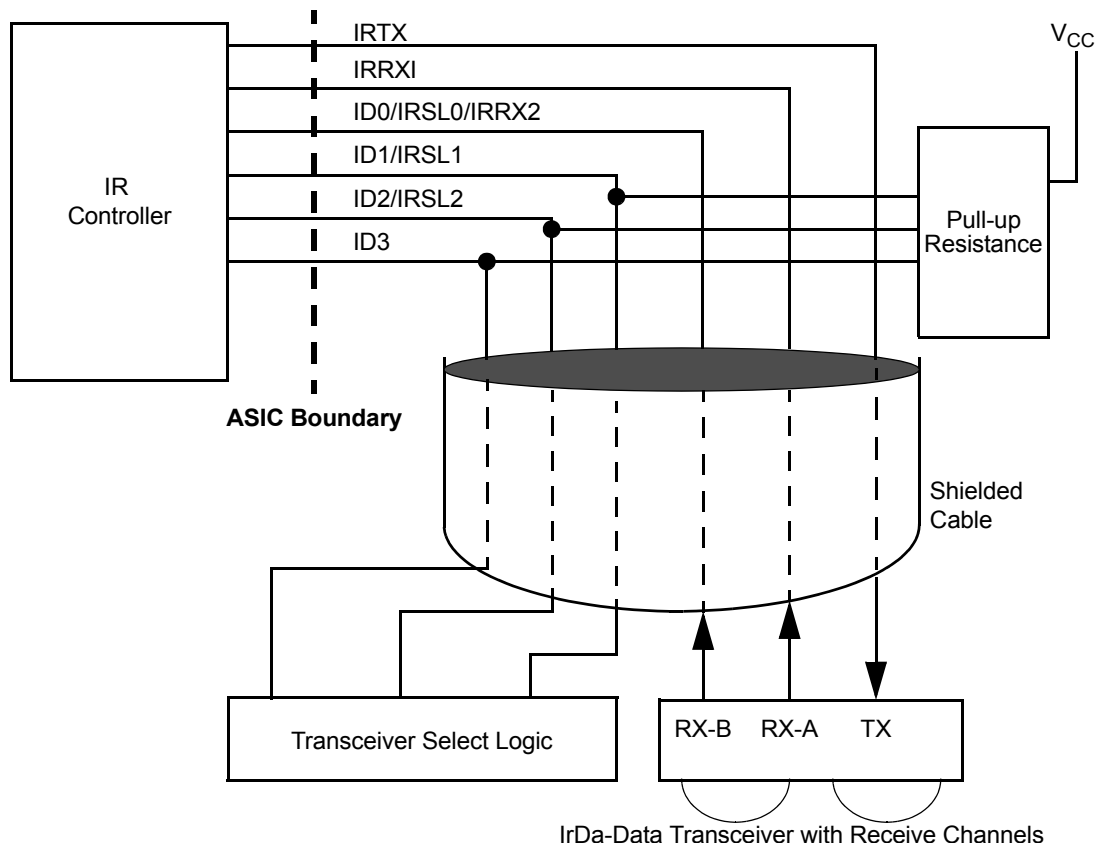 IRTX
V_CC
IRRXI
ID0/IRSL0/IRRX2
ID1/IRSL1
IR
Controller
ID2/IRSL2
ID3
Pull-up
Resistance
ASIC Boundary
Shielded
Cable
Transceiver Select Logic
RX-B RX-A TX
IrDa-Data Transceiver with Receive Channels